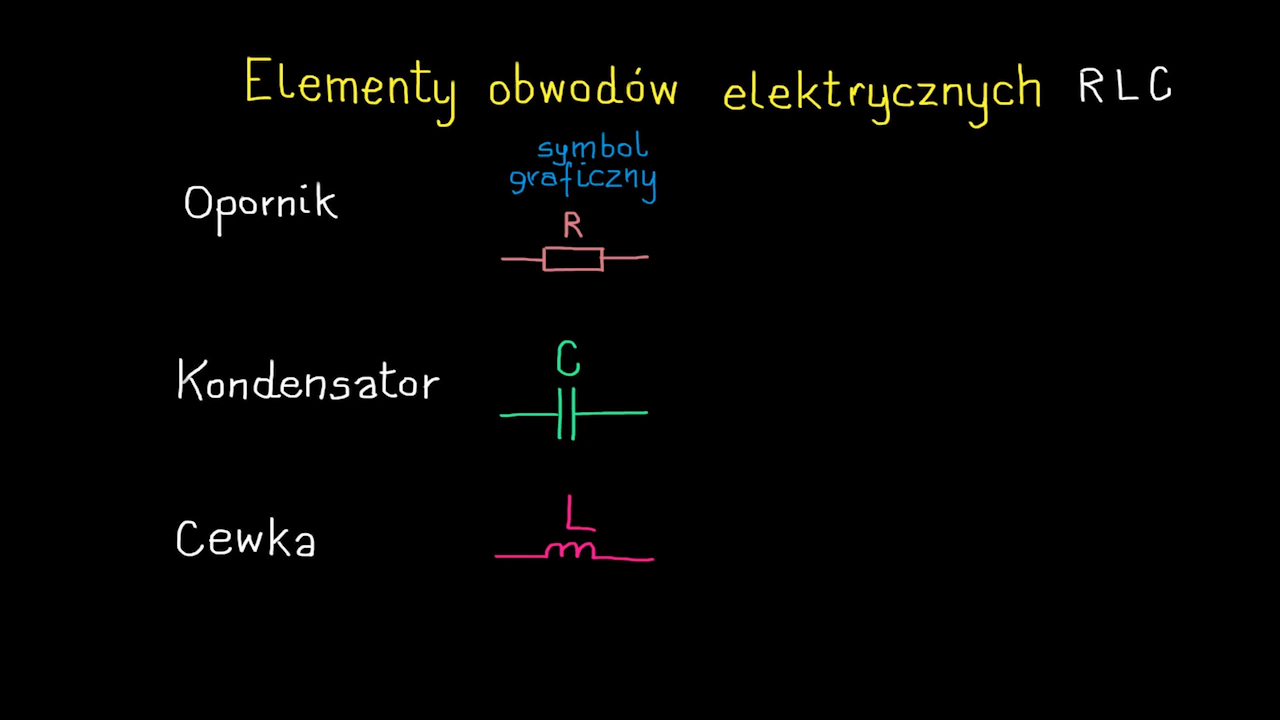 Elementy obwodów elektrycznych RLC
symbol
graficzny
Opornik
R
Kondensator
C
Cewka
L